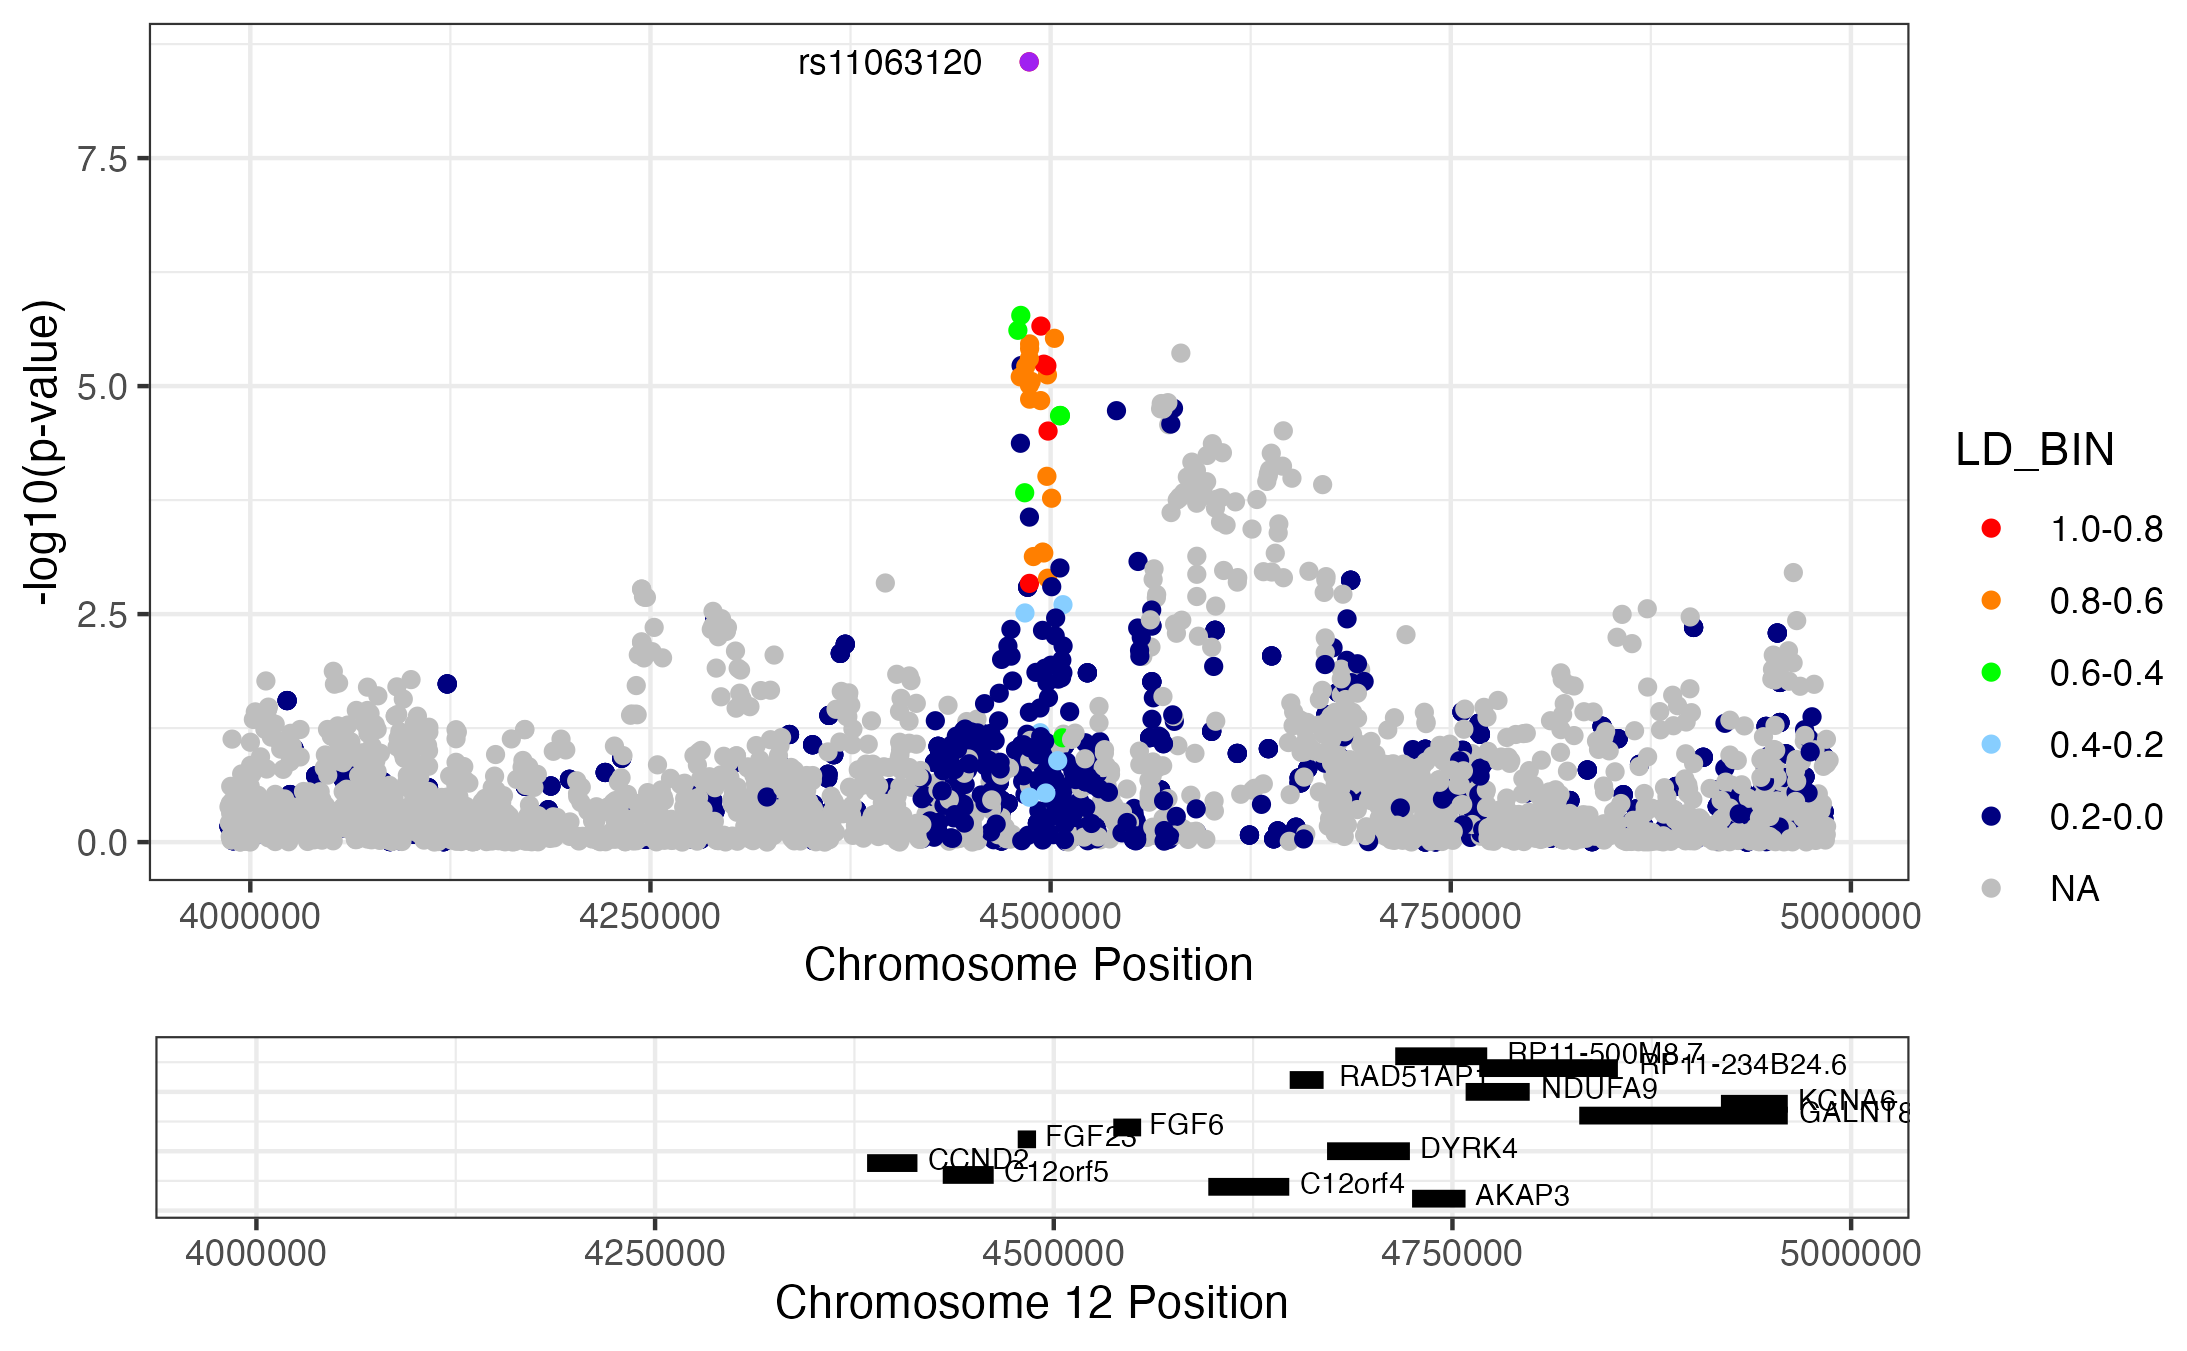 rs11063120
7.5
5.0
2.5
0.0
-log10(p-value)
4000000
4250000
4500000
4750000
5000000
Chromosome Position
LD_BIN
1.0-0.8
0.8-0.6
0.6-0.4
0.4-0.2
0.2-0.0
NA
RP11-500M8.7
RP11-234B24.6
RAD51AP1
NDUFA9
KCNA6
GALNT8
FGF6
FGF23
DYRK4
CCND2
C12orf5
C12orf4
AKAP3
4000000
4250000
4500000
4750000
5000000
Chromosome 12 Position